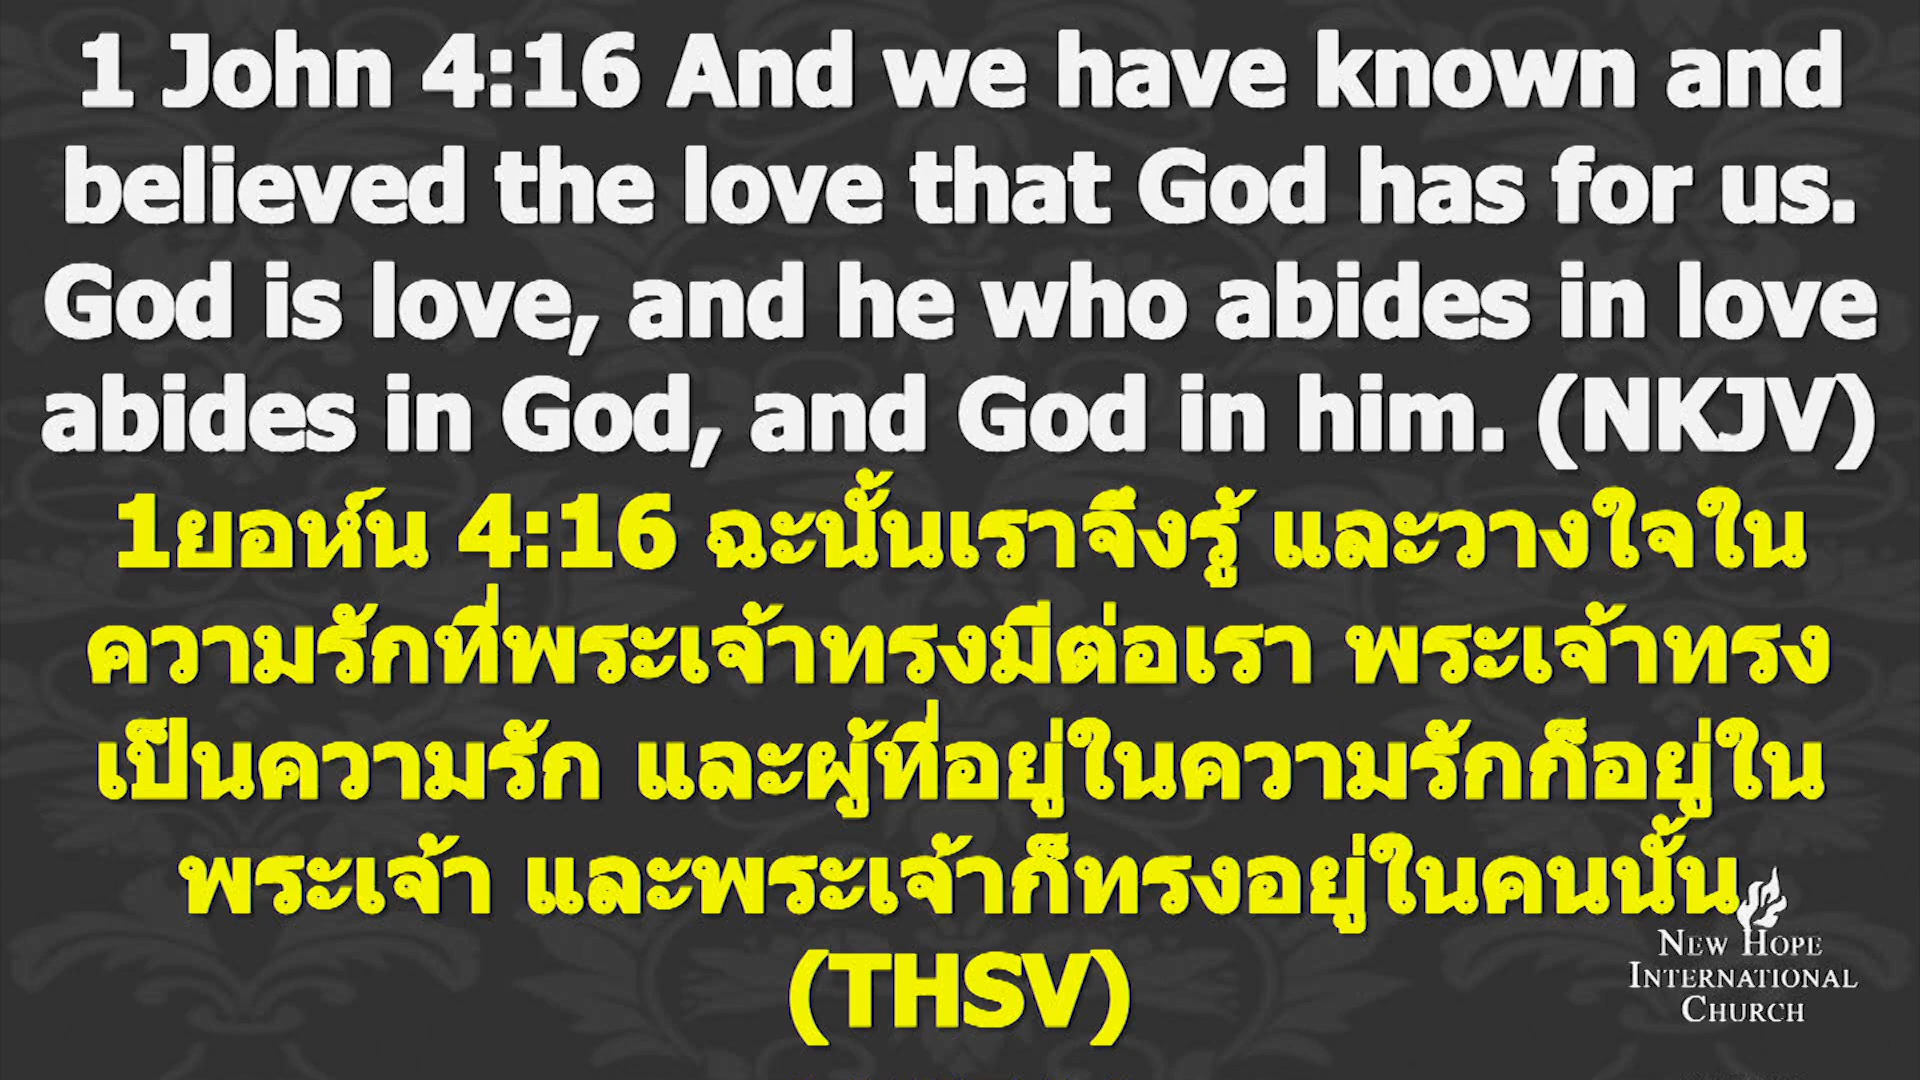 1 John 4:16 And we have known and
believed the love that God has for us.
God is love, and he who abides in love
abides in God, and God in him. (NKJV)
1ยอห์น 4:16 ฉะนั้นเราจึงรู้ และวางใจใน
ความรักที่พระเจ้าทรงมีต่อเรา พระเจ้าทรง
เป็นความรัก และผู้ที่อยู่ในความรักก็อยู่ใน
พระเจ้า และพระเจ้าก็ทรงอยู่ในคนนั้น
(THSV)
NEW HOPE
INTERNATIONAL
CHURCH